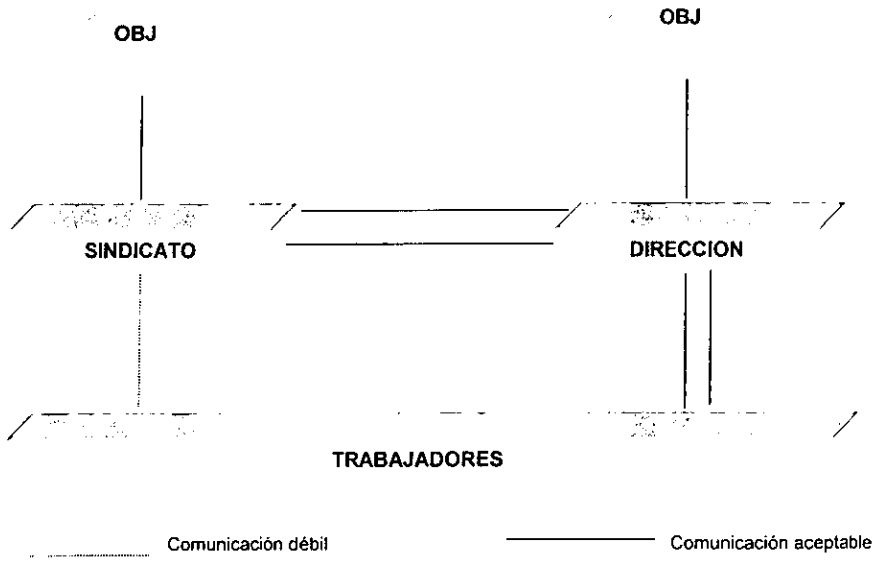 OBJ
OBJ
SINDICATO
DIRECCION
TRABAJADORES
Comunicación débil
Comunicación aceptable